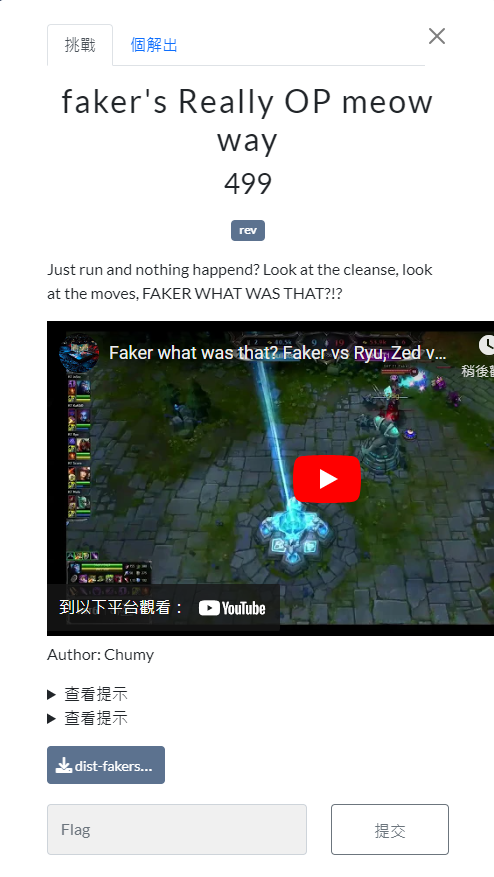 挑戰
個解出
faker's Really OP meow
way
499
rev
Just run and nothing happend? Look at the cleanse, look
at the moves, FAKER WHAT WAS THAT?!?
Faker what was that? Faker vs Ryu, Zed v...
稍後觀
到以下平台觀看：
YouTube
Author: Chumy
查看提示
查看提示
dist-fakers...
Flag
提交